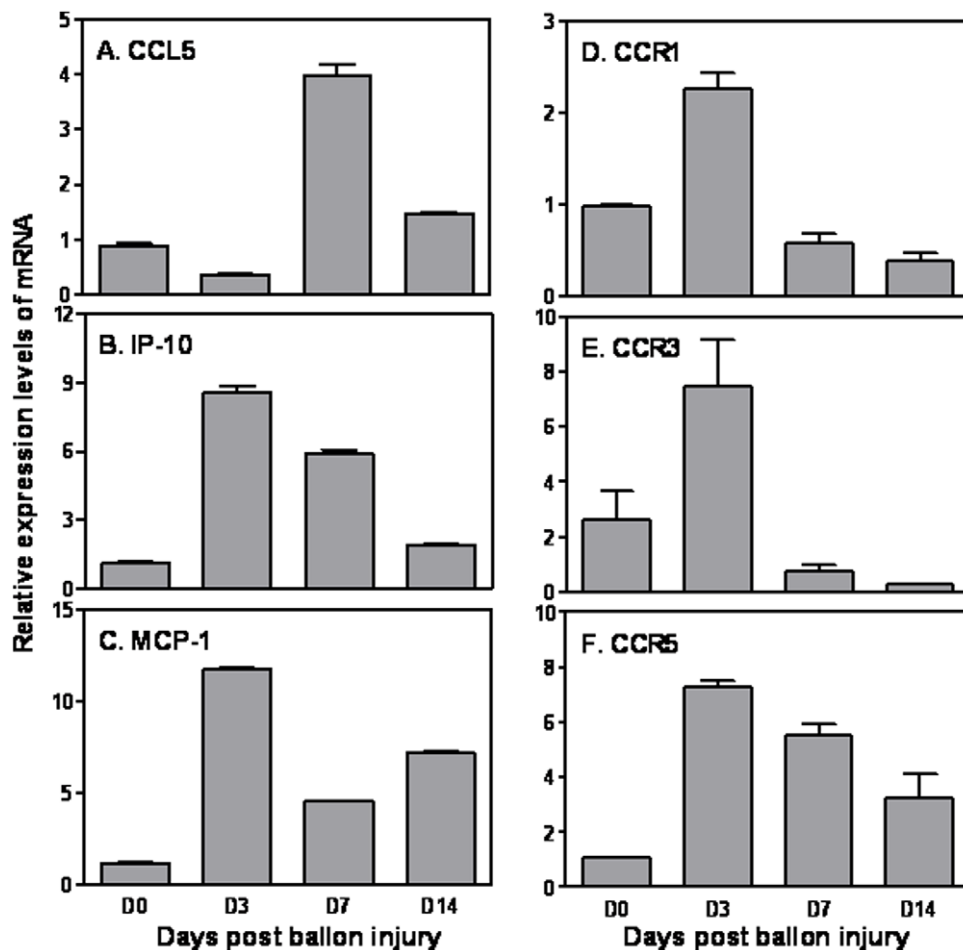 Relative expression levels of mRNA
A. CCL5
5
4
3
2
1
0
B. IP-10
12
9
6
3
0
C. MCP-1
15
10
5
0
D0 D3 D7 D14
Days post ballon injury
D. CCR1
3
2
1
0
E. CCR3
10
8
6
4
2
0
F. CCR5
10
8
6
4
2
0
D0 D3 D7 D14
Days post ballon injury